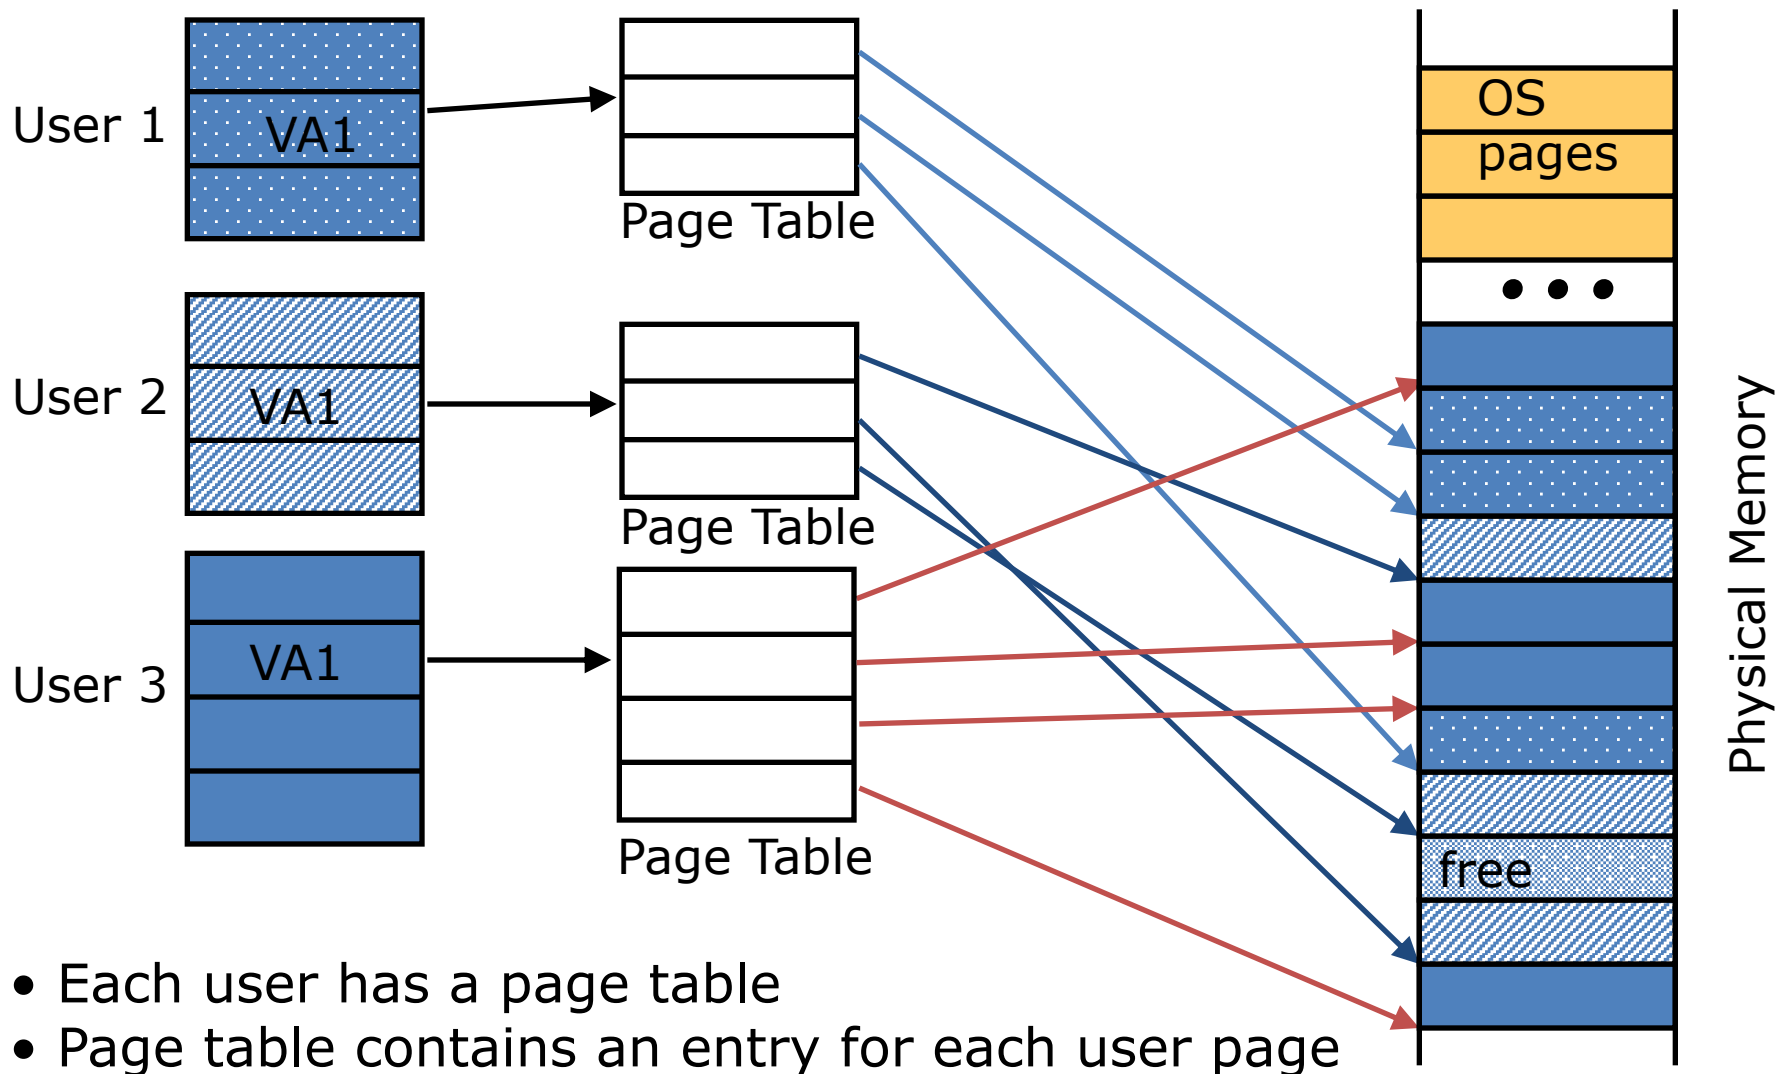 User 1
VA1
Page Table
User 2
VA1
Page Table
User 3
VA1
Page Table
OS
pages
• • •
free
Physical Memory
• Each user has a page table
• Page table contains an entry for each user page